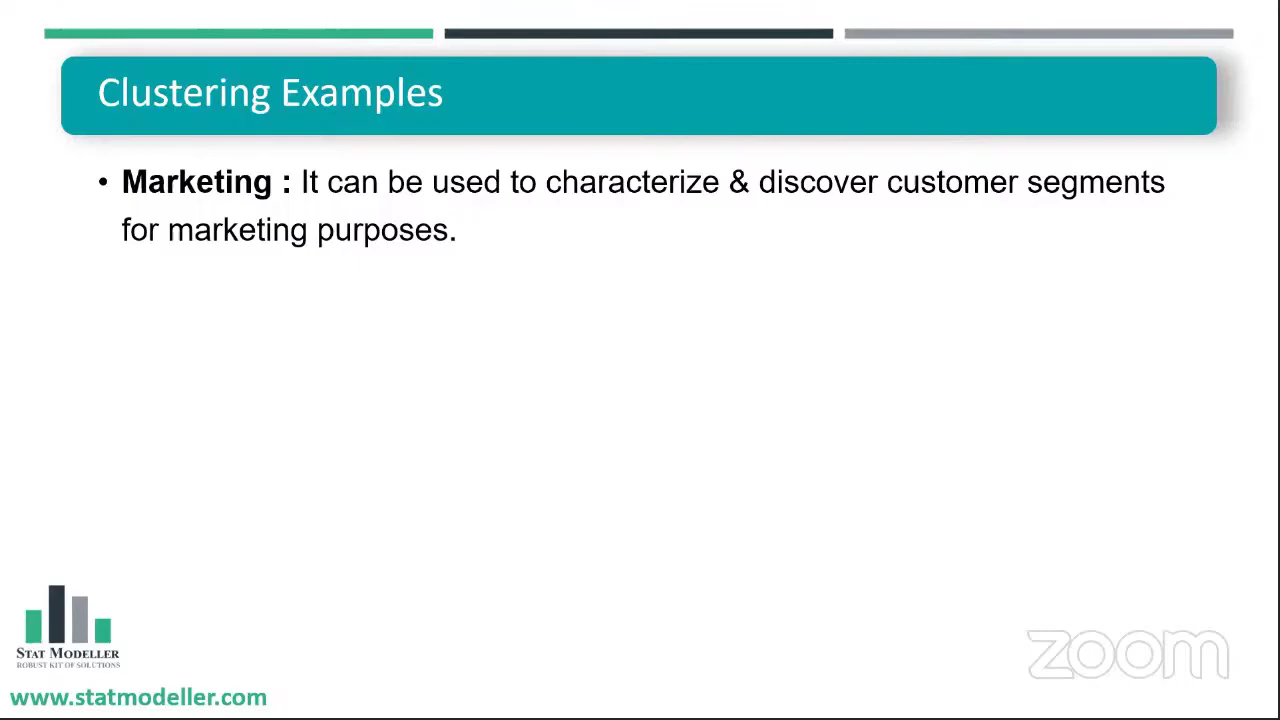 Clustering Examples
• Marketing : It can be used to characterize & discover customer segments
for marketing purposes.
STAT MODELLER
ROBUST KIT OF SOLUTIONS
zoom
www.statmodeller.com